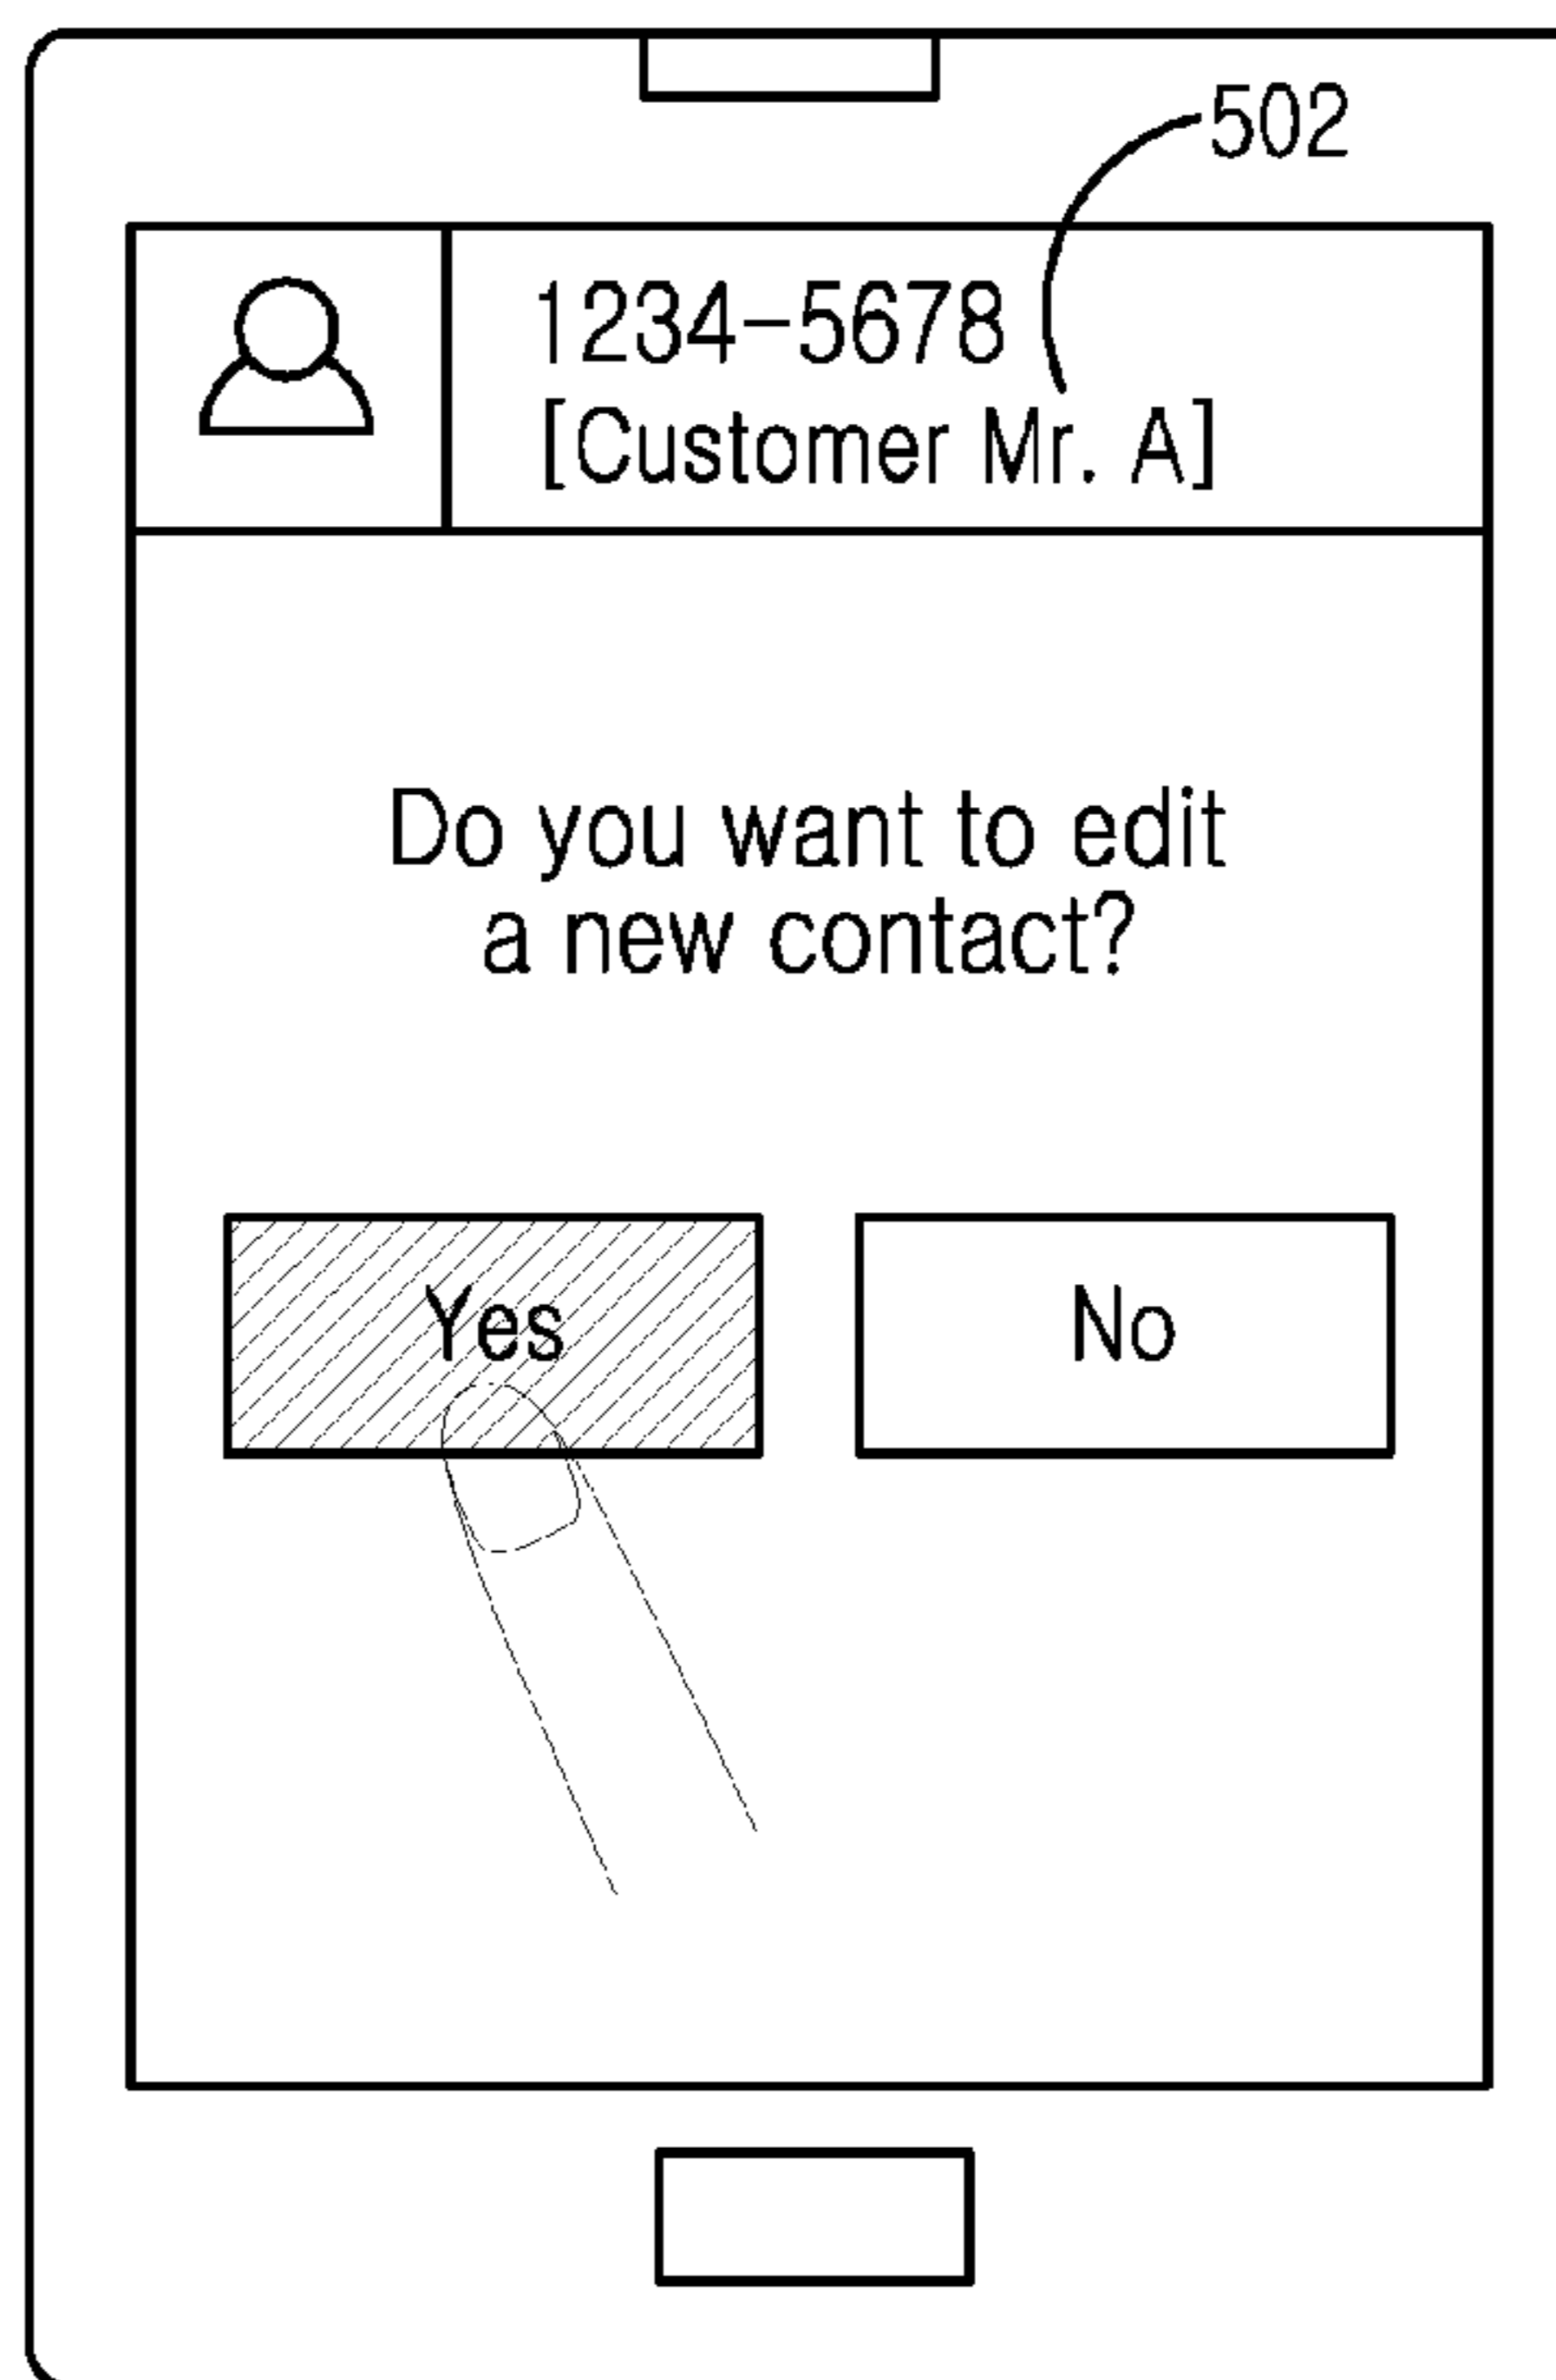 502
1234-5678
[Customer Mr. A]
Do you want to edit
a new contact?
Yes
No